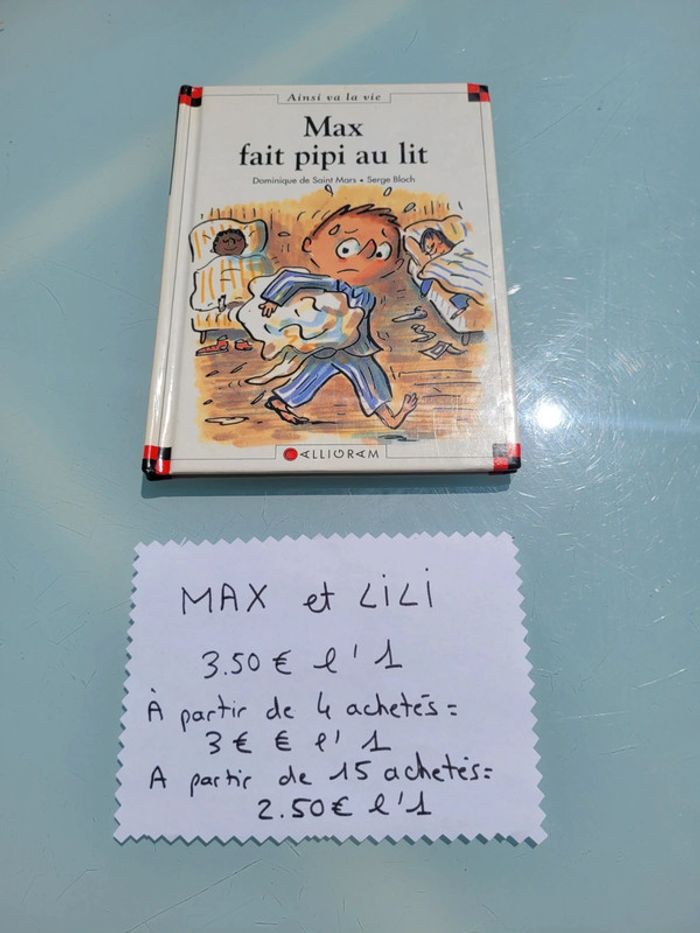 Ainsi va la vie
Max
fait pipi au lit
Dominique de Saint Mars • Serge Bloch
CALLIGRAM
MAX et LiLi
3.50 € l'1
À partir de 4 achetés =
3 € € l'1
A partir de 15 achetés =
2.50 € l'1